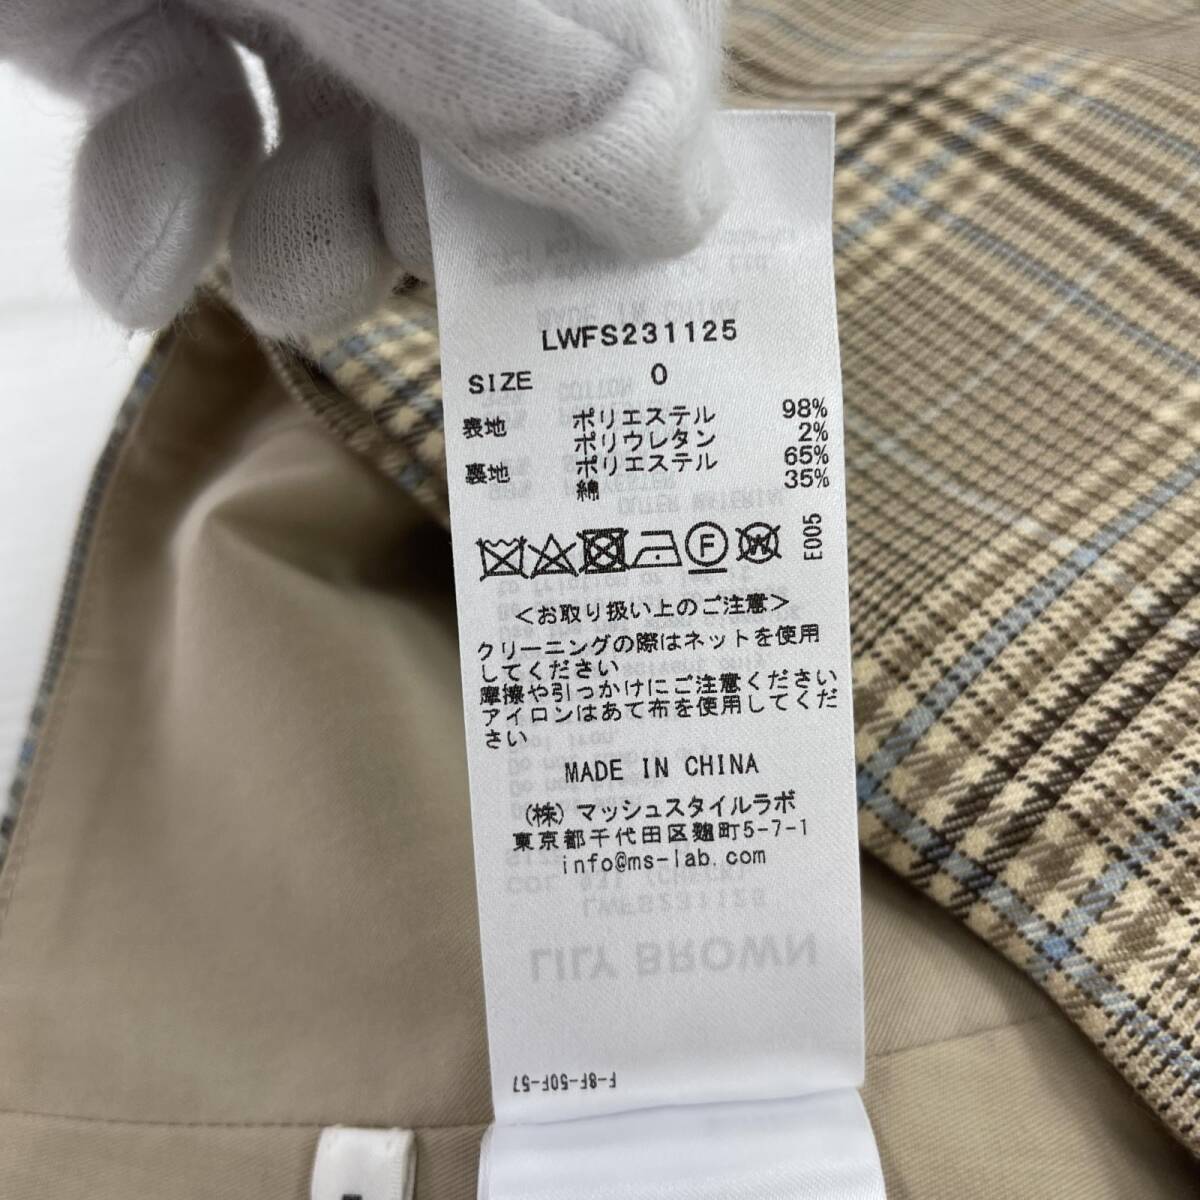 LWFS231125
SIZE 0
表地 ポリエステル 98%
ポリウレタン 2%
裏地 ポリエステル 65%
綿 35%
F W E005
＜お取り扱い上のご注意＞
クリーニングの際はネットを使用
してください
摩擦や引っかけにご注意ください
アイロンはあて布を使用してくだ
さい
MADE IN CHINA
(株)マッシュスタイルラボ
東京都千代田区麹町5-7-1
info@ms-lab.com
LWFS231125
LILY BROWN
F-8F-50F-57